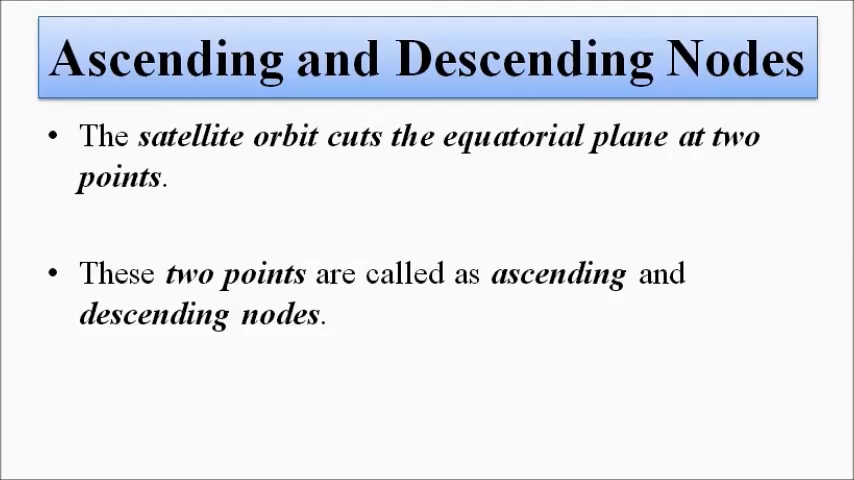 Ascending and Descending Nodes
• The satellite orbit cuts the equatorial plane at two
points.
• These two points are called as ascending and
descending nodes.